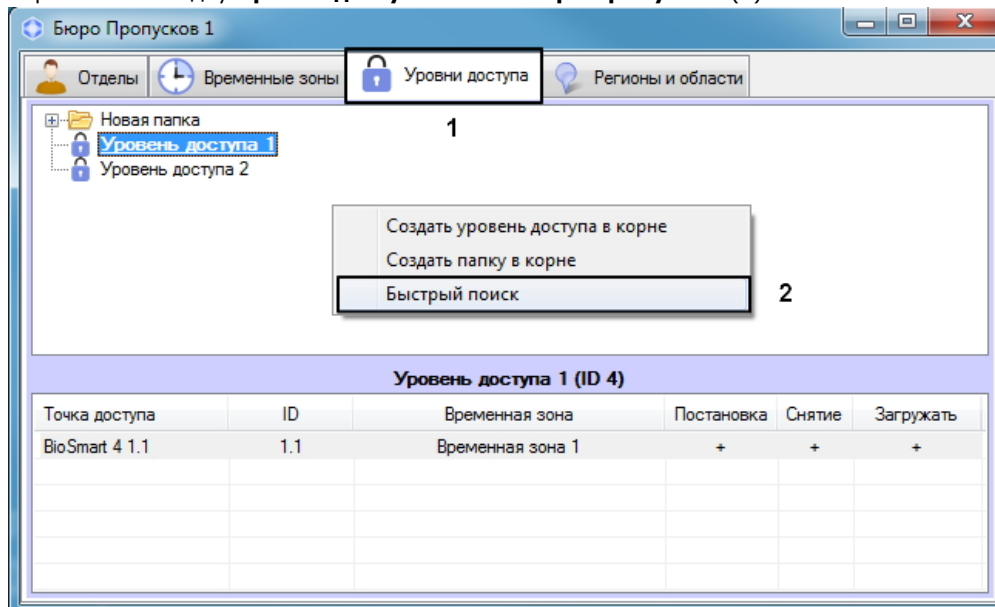 Бюро Пропусков 1
Отделы Временные зоны Уровни доступа Регионы и области
Новая папка
1
Уровень доступа 1
Уровень доступа 2
Создать уровень доступа в корне
Создать папку в корне
Быстрый поиск 2
Уровень доступа 1 (ID 4)
Точка доступа ID Временная зона Постановка Снятие Загружать
BioSmart 4 1.1 1.1 Временная зона 1 + + +